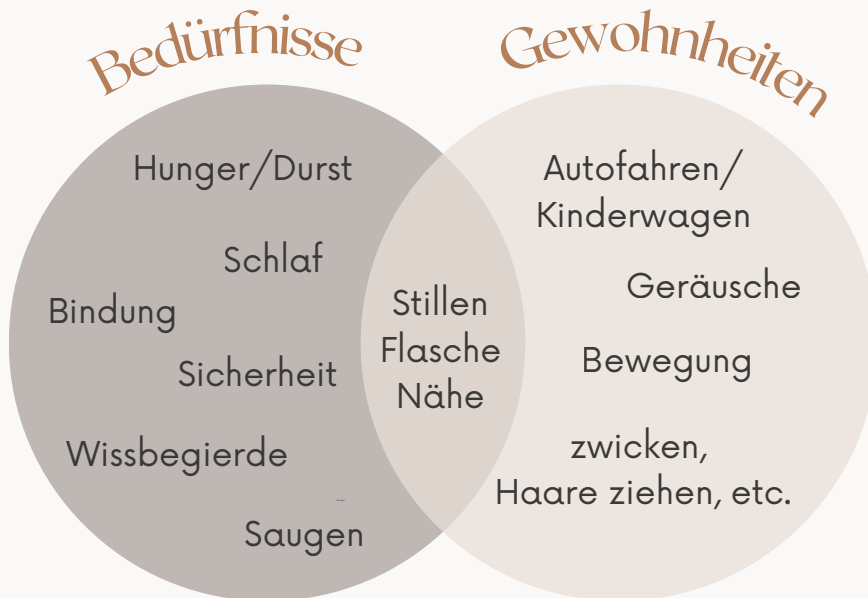 Bedürfnisse
Hunger/Durst
Schlaf
Bindung
Sicherheit
Wissbegierde
Saugen
Stillen
Flasche
Nähe
Gewohnheiten
Autofahren/
Kinderwagen
Geräusche
Bewegung
zwicken,
Haare ziehen, etc.